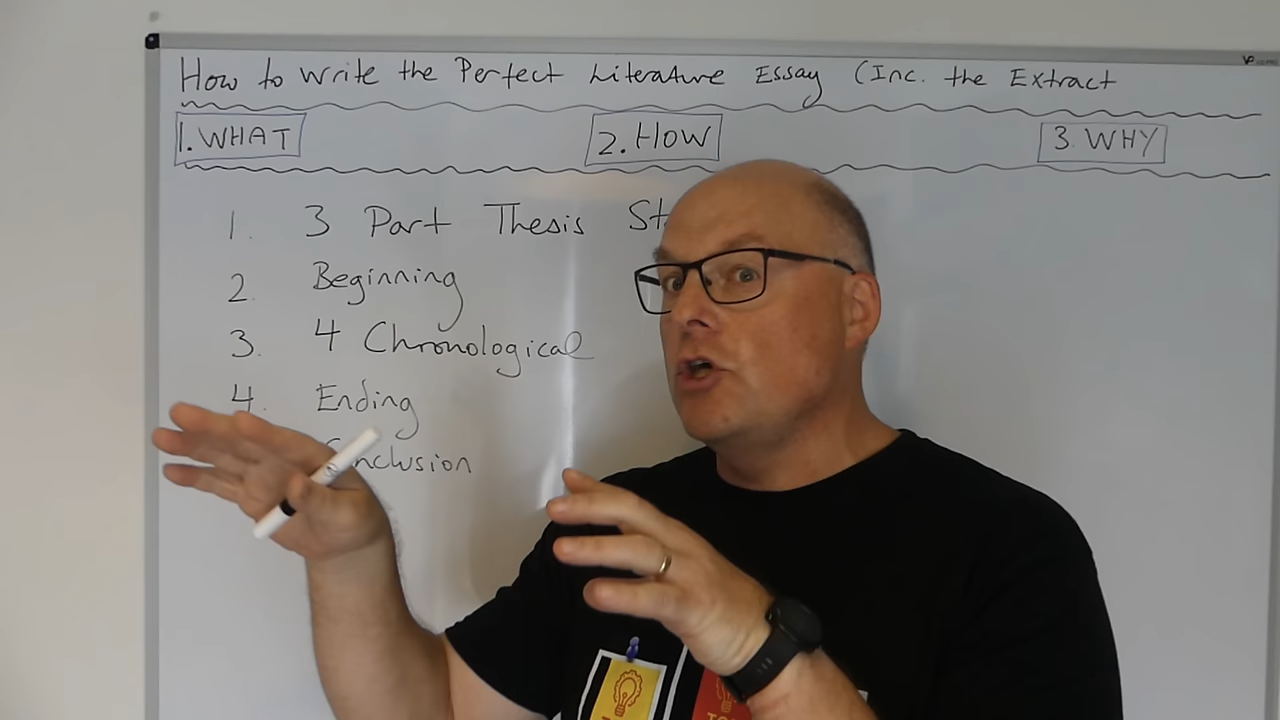 How to Write the Perfect Literature Essay (Inc. the Extract
1. WHAT 2. HOW 3. WHY
1. 3 Part Thesis
2. Beginning
3. 4 Chronological
4. Ending
Conclusion